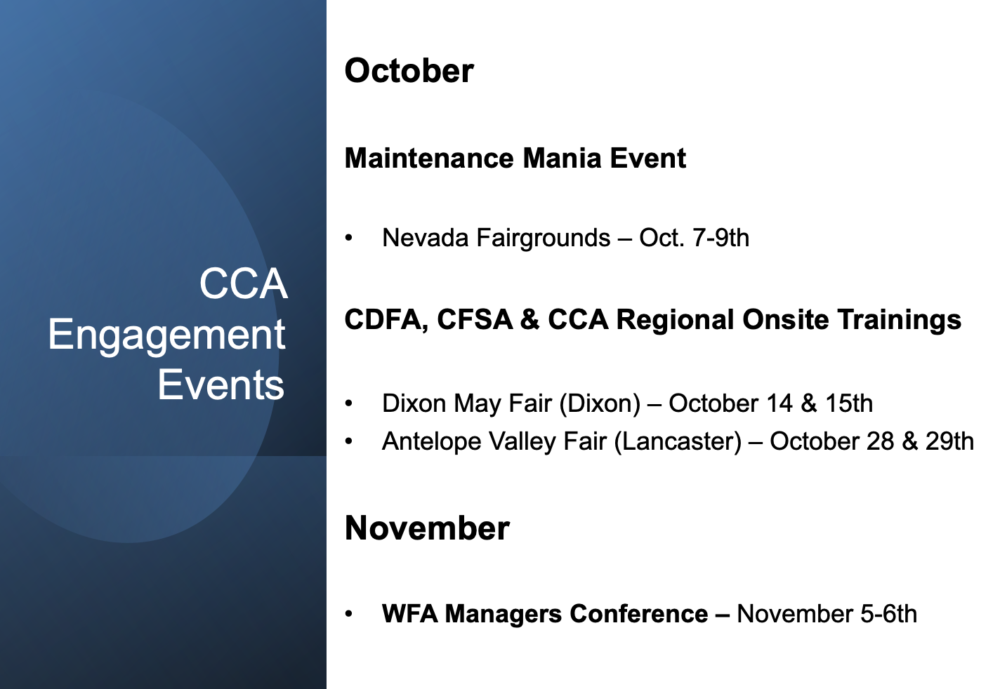 CCA
Engagement
Events
October
Maintenance Mania Event
• Nevada Fairgrounds – Oct. 7-9th
CDFA, CFSA & CCA Regional Onsite Trainings
• Dixon May Fair (Dixon) – October 14 & 15th
• Antelope Valley Fair (Lancaster) – October 28 & 29th
November
• WFA Managers Conference – November 5-6th